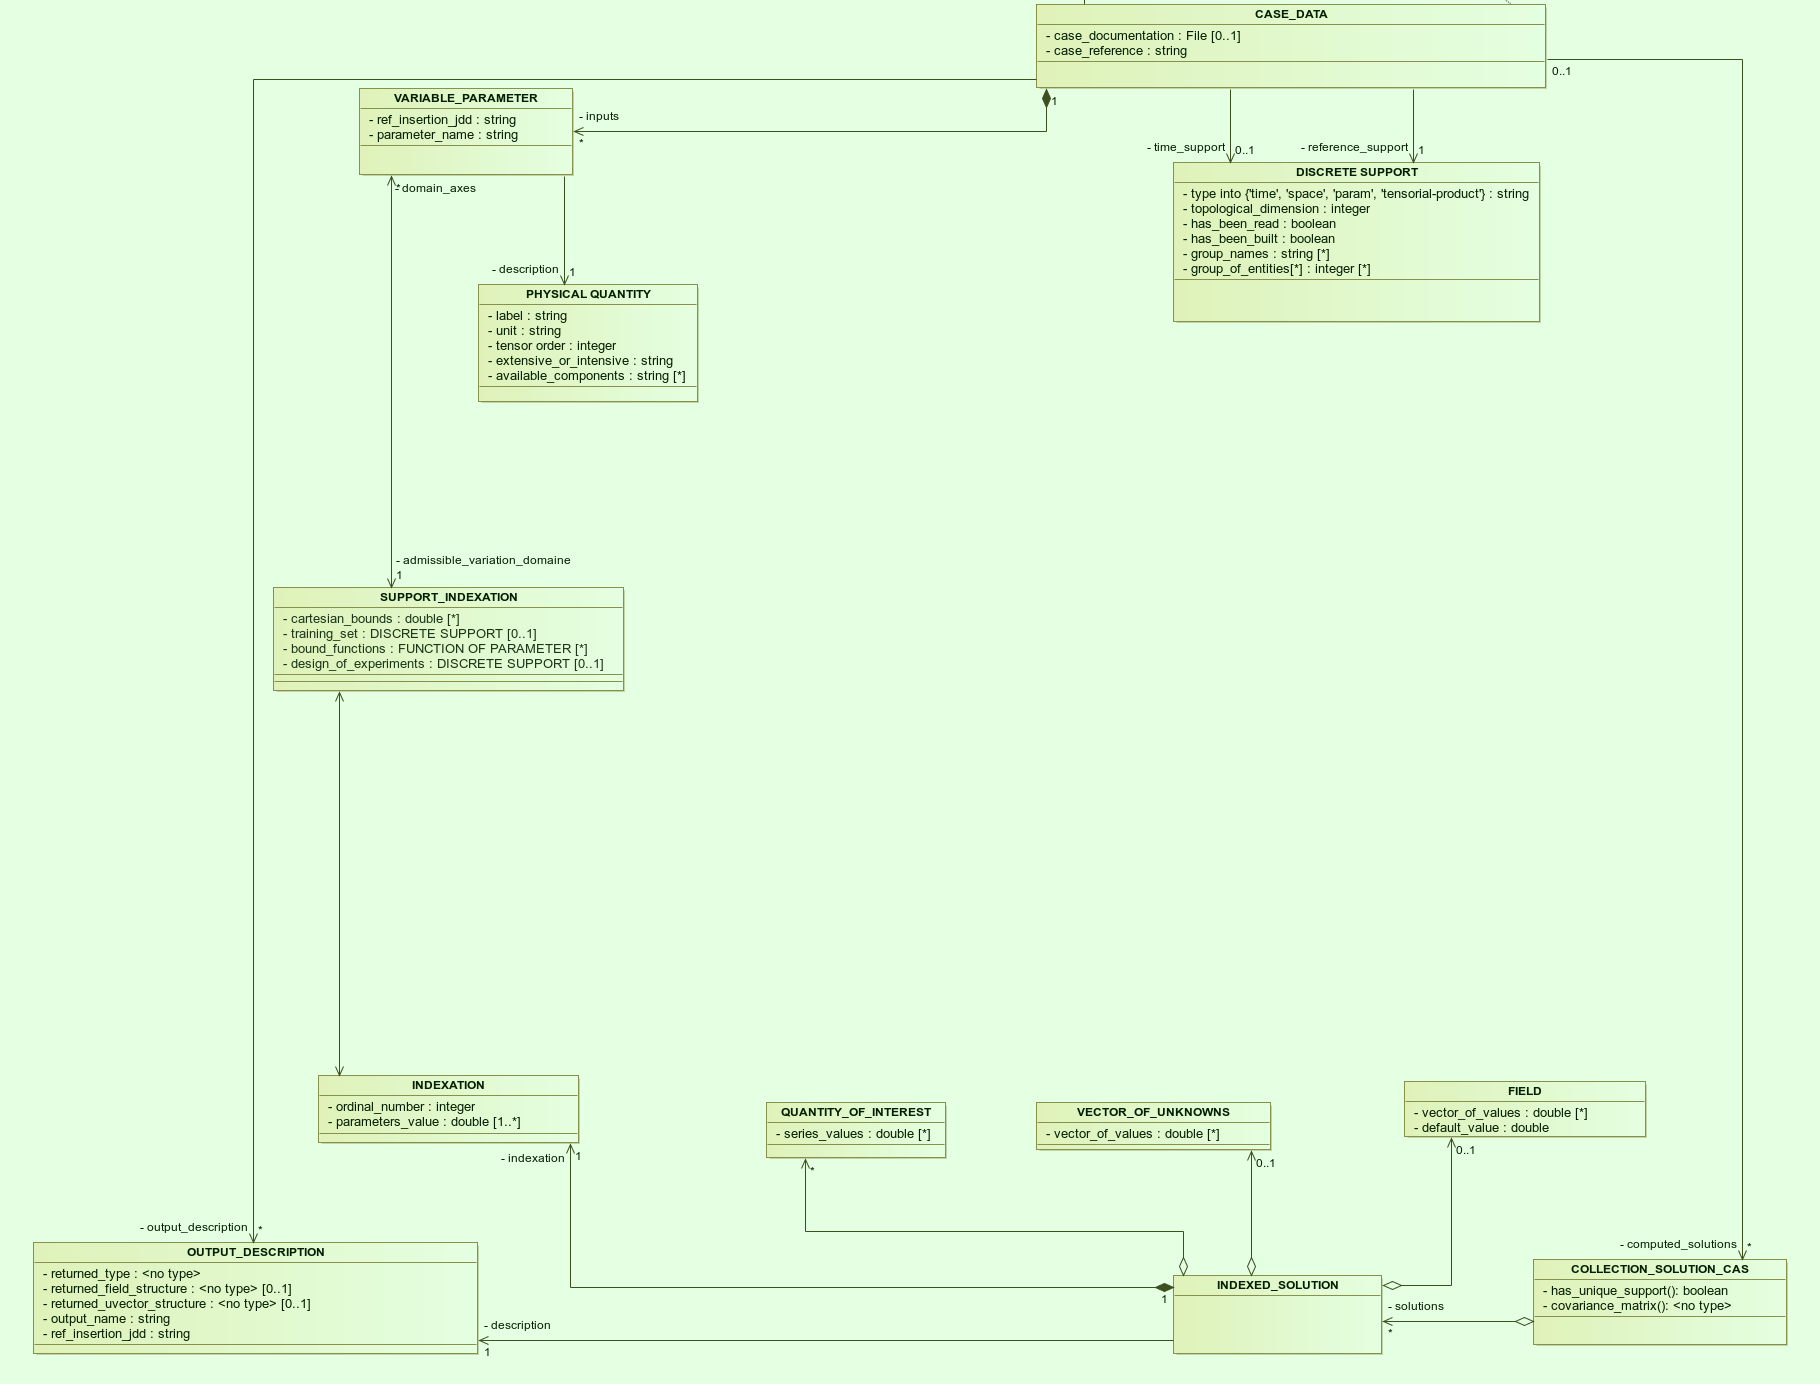 CASE_DATA
- case_documentation : File [0..1]
- case_reference : string
0..1
1
VARIABLE_PARAMETER
- ref_insertion_jdd : string
- parameter_name : string
- inputs
*
- time_support
0..1
- reference_support
1
DISCRETE SUPPORT
- type into {'time', 'space', 'param', 'tensorial-product'} : string
- topological_dimension : integer
- has_been_read : boolean
- has_been_built : boolean
- group_names : string [*]
- group_of_entities[*] : integer [*]
- domain_axes
*
- description
1
PHYSICAL QUANTITY
- label : string
- unit : string
- tensor order : integer
- extensive_or_intensive : string
- available_components : string [*]
- admissible_variation_domaine
1
SUPPORT_INDEXATION
- cartesian_bounds : double [*]
- training_set : DISCRETE SUPPORT [0..1]
- bound_functions : FUNCTION OF PARAMETER [*]
- design_of_experiments : DISCRETE SUPPORT [0..1]
INDEXATION
- ordinal_number : integer
- parameters_value : double [1..*]
- indexation
1
QUANTITY_OF_INTEREST
- series_values : double [*]
*
VECTOR_OF_UNKNOWNS
- vector_of_values : double [*]
0..1
FIELD
- vector_of_values : double [*]
- default_value : double
0..1
- output_description
*
OUTPUT_DESCRIPTION
- returned_type : <no type>
- returned_field_structure : <no type> [0..1]
- returned_uvector_structure : <no type> [0..1]
- output_name : string
- ref_insertion_jdd : string
- description
1
1
INDEXED_SOLUTION
- solutions
*
- computed_solutions
*
COLLECTION_SOLUTION_CAS
- has_unique_support(): boolean
- covariance_matrix(): <no type>